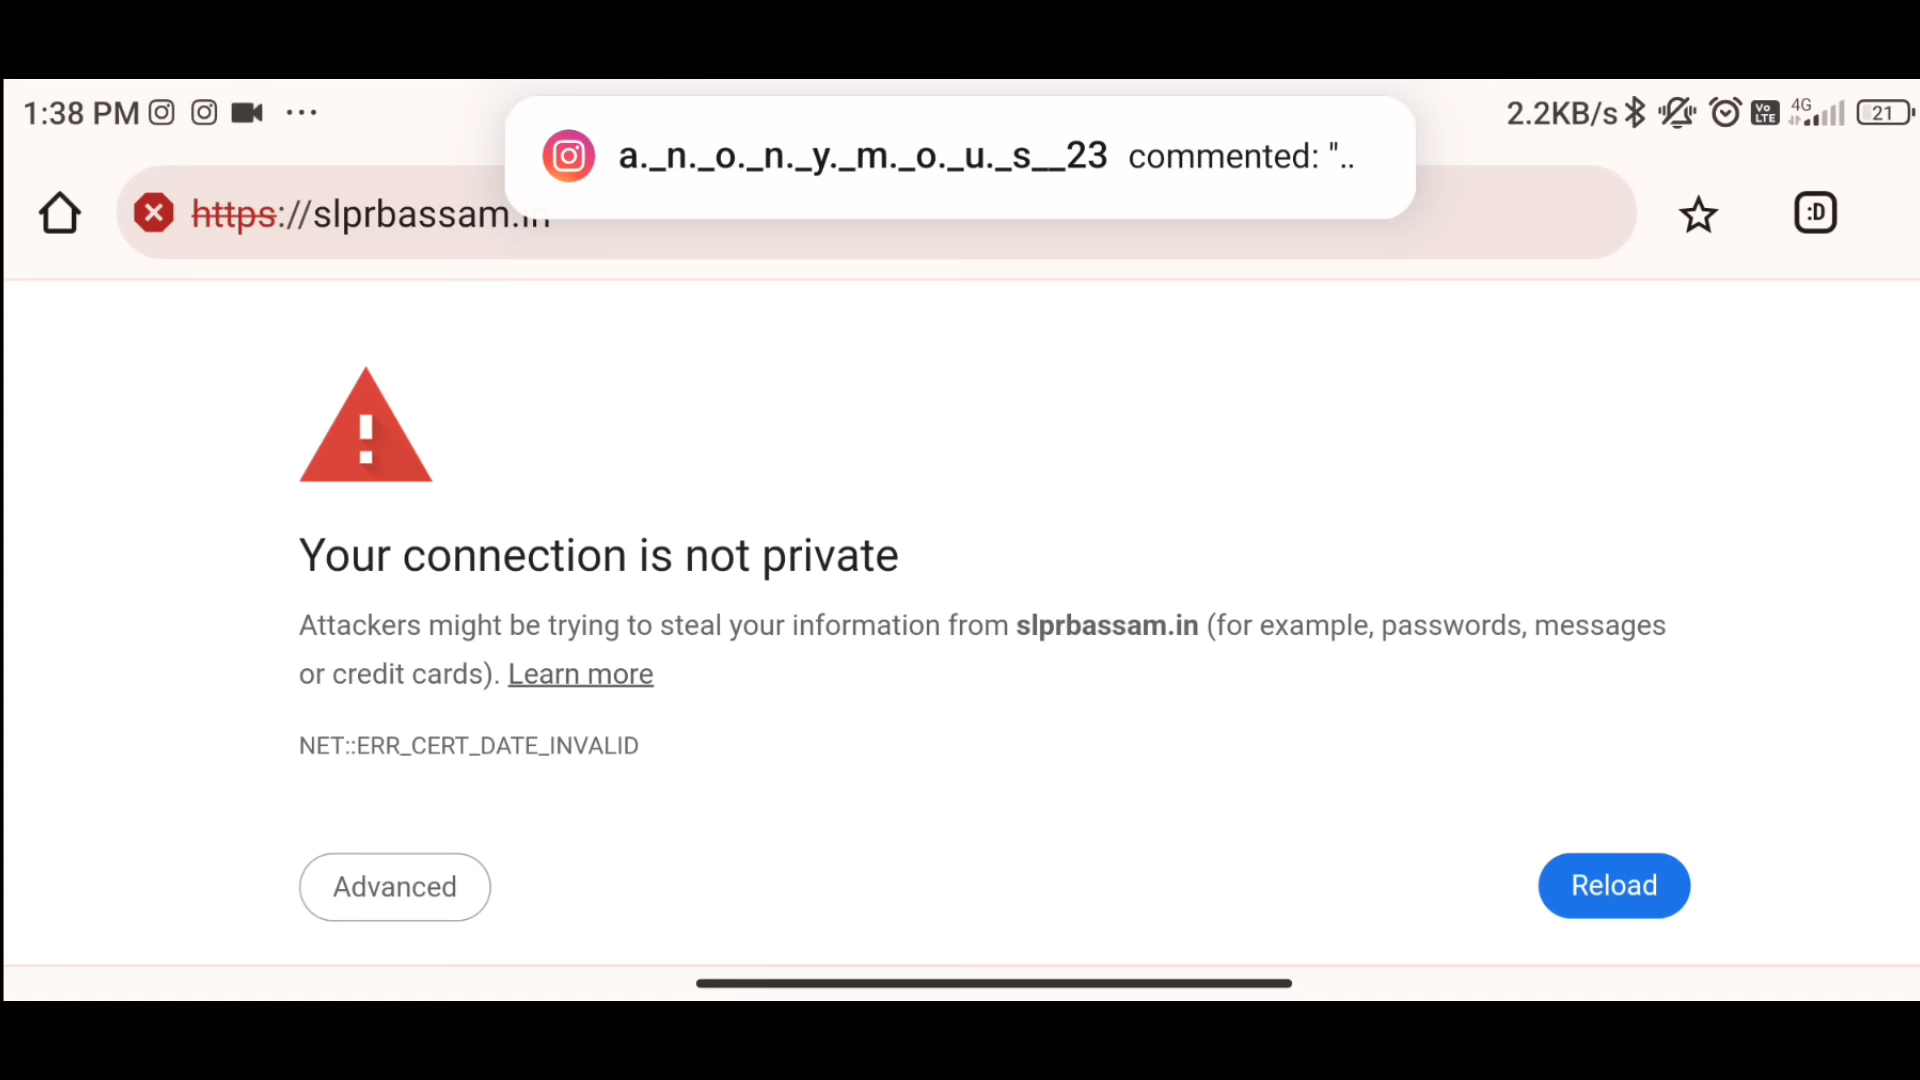 1:38 PM
a._n._o._n._y._m._o._u._s__23 commented: "..
2.2KB/s Vo LTE 4G 21
https://slprbassam.in
:D
Your connection is not private
Attackers might be trying to steal your information from slprbassam.in (for example, passwords, messages
or credit cards). Learn more
NET::ERR_CERT_DATE_INVALID
Advanced
Reload